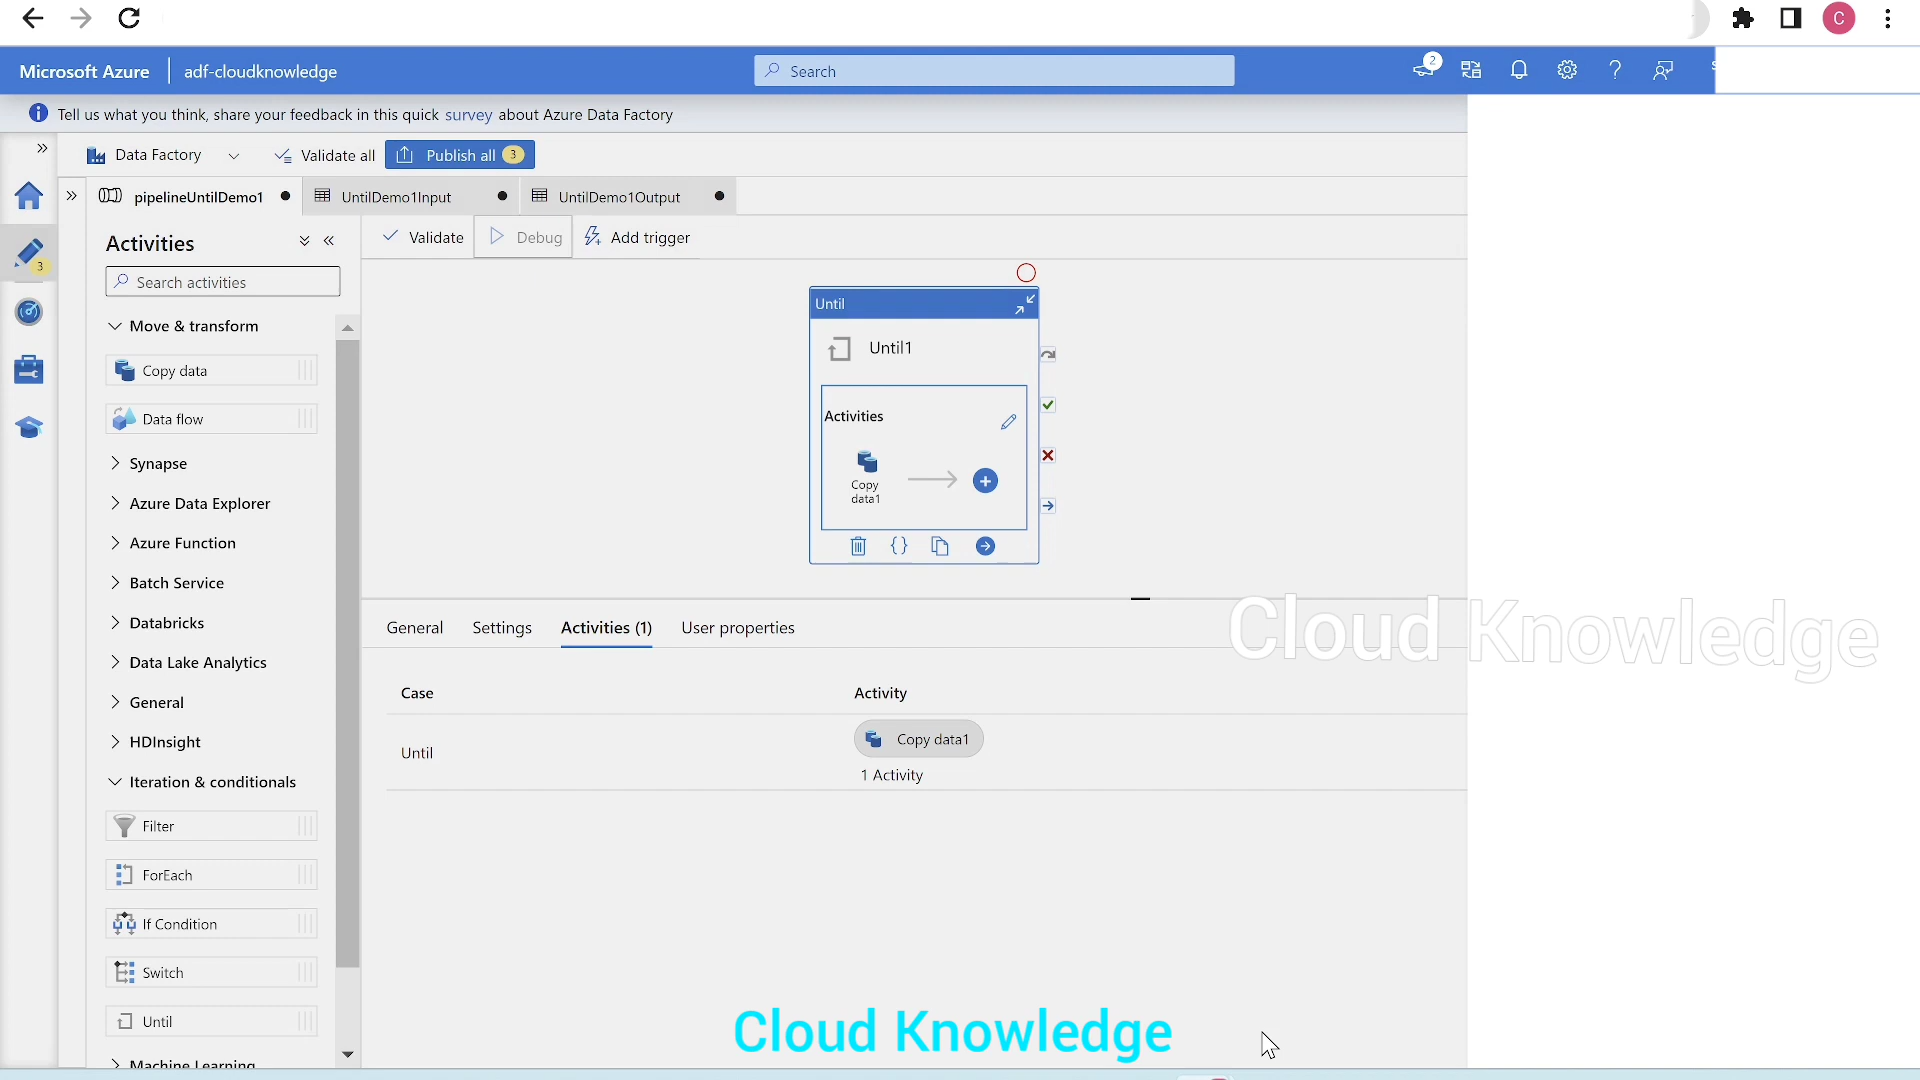 C
Microsoft Azure
adf-cloudknowledge
Search
2
Tell us what you think, share your feedback in this quick survey about Azure Data Factory
Data Factory
Validate all
Publish all 3
pipelineUntilDemo1
UntilDemo1Input
UntilDemo1Output
Activities
Validate
Debug
Add trigger
3
Search activities
Move & transform
Copy data
Data flow
Synapse
Azure Data Explorer
Azure Function
Batch Service
Databricks
Data Lake Analytics
General
HDInsight
Iteration & conditionals
Filter
ForEach
If Condition
Switch
Until
Machine Learning
Until
Until1
Activities
Copy
data1
General
Settings
Activities (1)
User properties
Case
Activity
Until
Copy data1
1 Activity
Cloud Knowledge
Cloud Knowledge